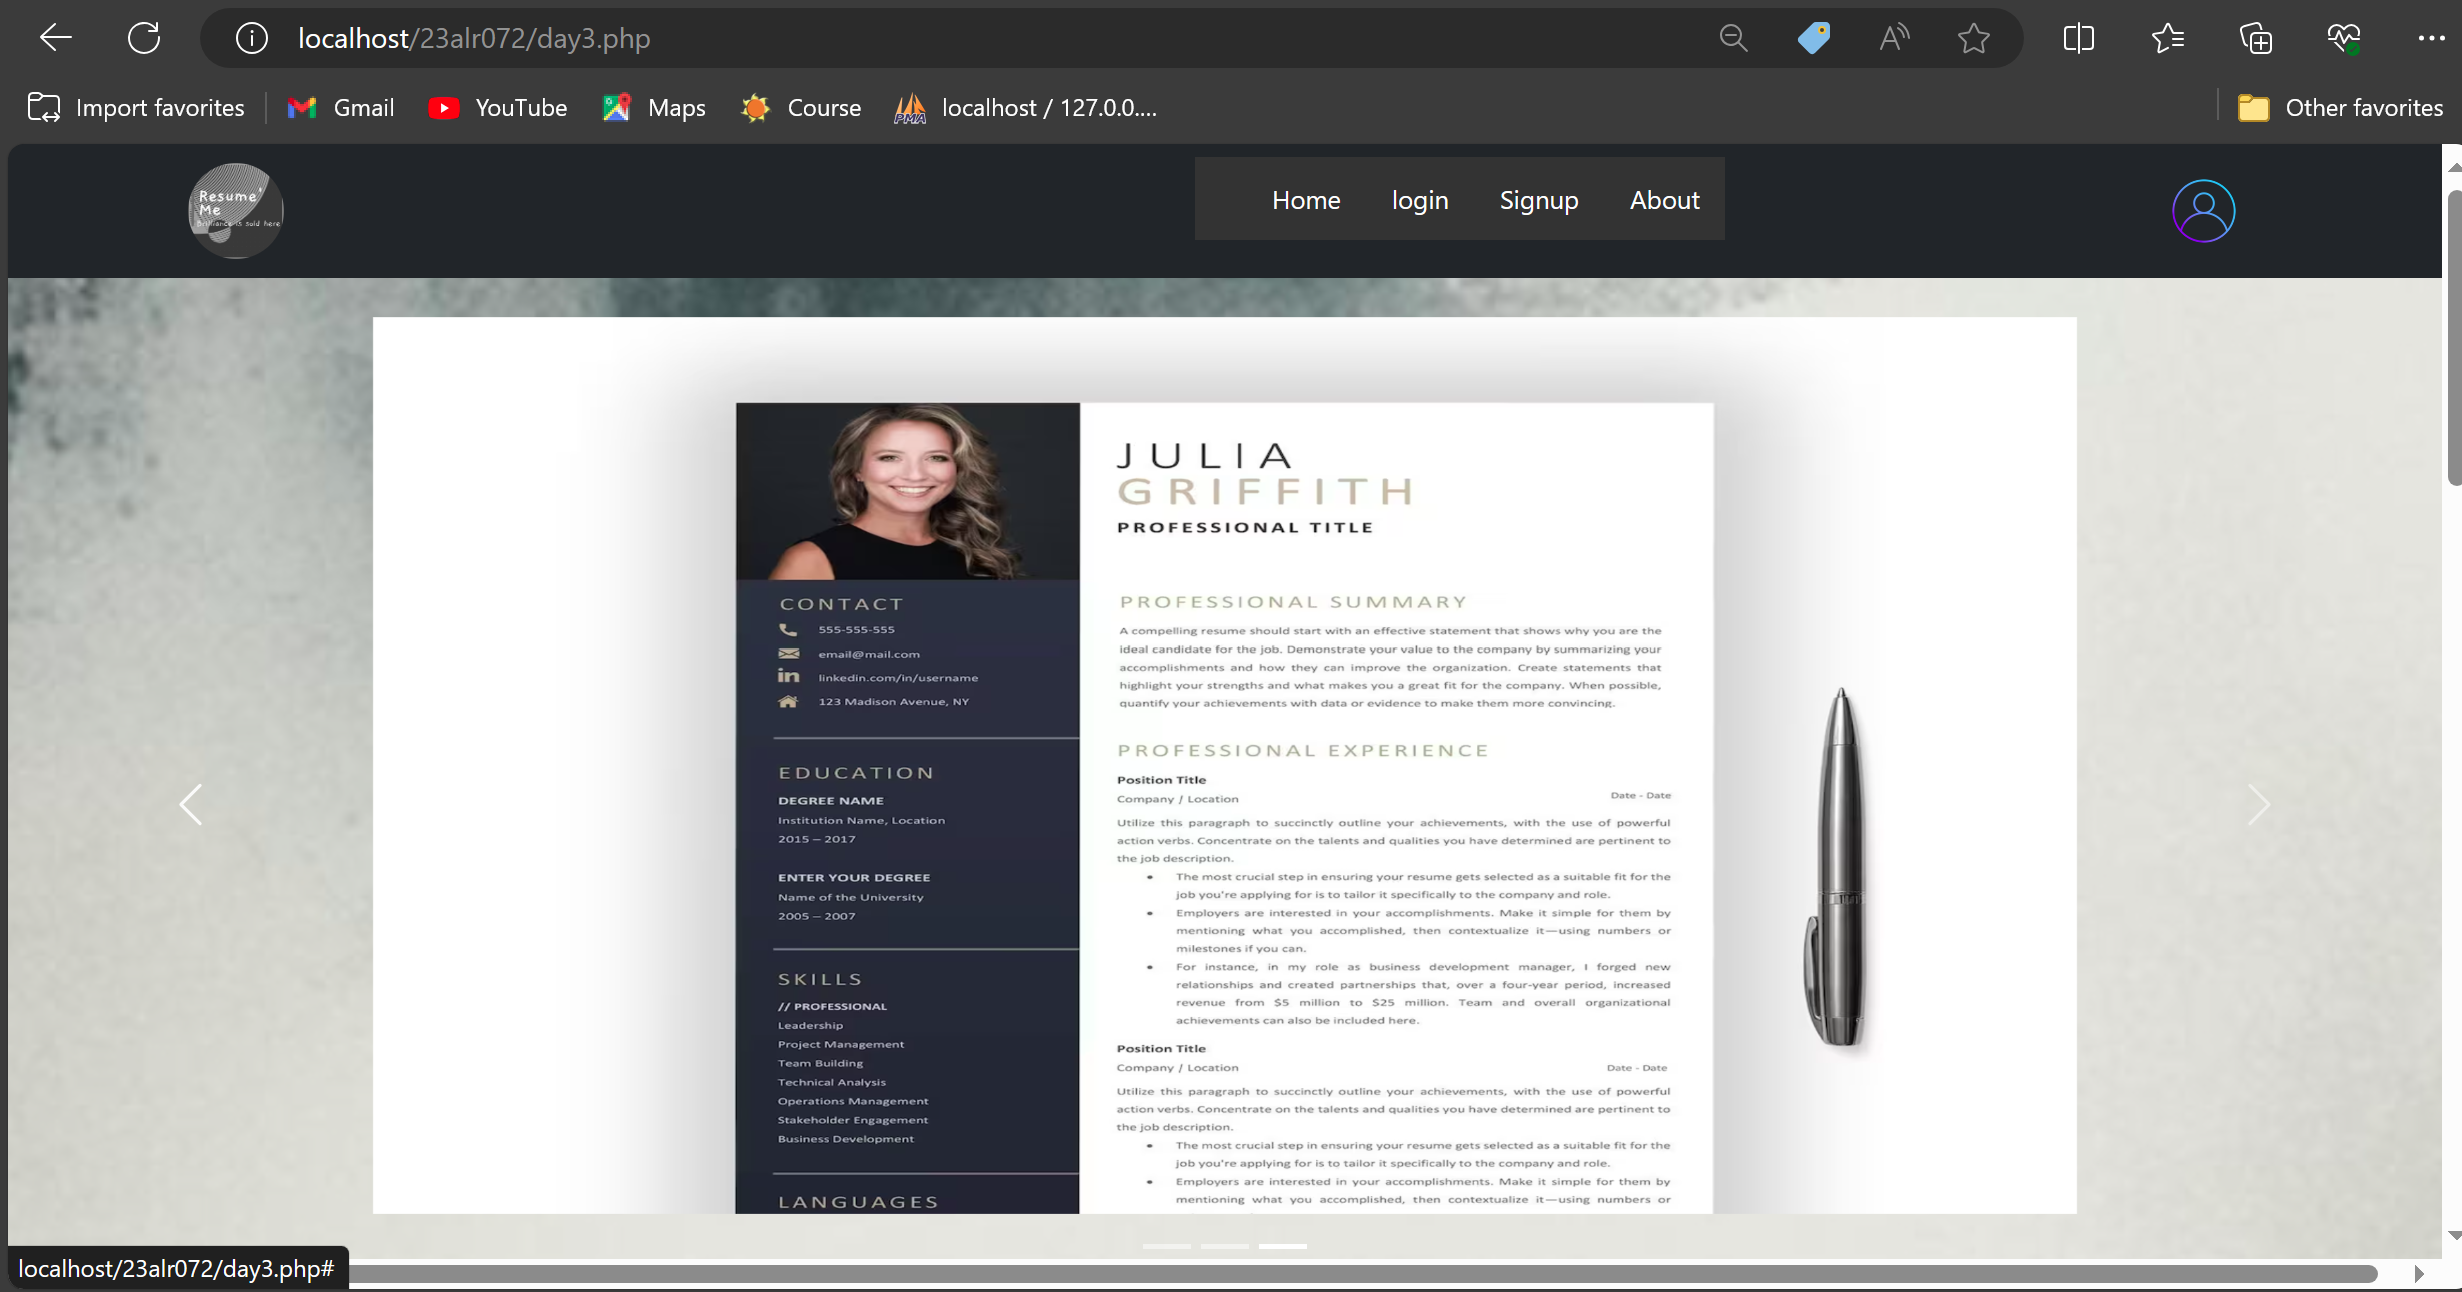 localhost/23alr072/day3.php
Import favorites
Gmail
YouTube
Maps
Course
PMA
localhost / 127.0.0....
Other favorites
Resume'
Me
Brilliance is sold here
Home
login
Signup
About
JULIA
GRIFFITH
PROFESSIONAL TITLE
CONTACT
555-555-555
email@mail.com
in
linkedin.com/in/username
123 Madison Avenue, NY
EDUCATION
DEGREE NAME
Institution Name, Location
2015 – 2017
ENTER YOUR DEGREE
Name of the University
2005 – 2007
SKILLS
// PROFESSIONAL
Leadership
Project Management
Team Building
Technical Analysis
Operations Management
Stakeholder Engagement
Business Development
LANGUAGES
PROFESSIONAL SUMMARY
A compelling resume should start with an effective statement that shows why you are the
ideal candidate for the job. Demonstrate your value to the company by summarizing your
accomplishments and how they can improve the organization. Create statements that
highlight your strengths and what makes you a great fit for the company. When possible,
quantify your achievements with data or evidence to make them more convincing.
PROFESSIONAL EXPERIENCE
Position Title
Company / Location
Date - Date
Utilize this paragraph to succinctly outline your achievements, with the use of powerful
action verbs. Concentrate on the talents and qualities you have determined are pertinent to
the job description.
• The most crucial step in ensuring your resume gets selected as a suitable fit for the
job you're applying for is to tailor it specifically to the company and role.
• Employers are interested in your accomplishments. Make it simple for them by
mentioning what you accomplished, then contextualize it—using numbers or
milestones if you can.
• For instance, in my role as business development manager, I forged new
relationships and created partnerships that, over a four-year period, increased
revenue from $5 million to $25 million. Team and overall organizational
achievements can also be included here.
Position Title
Company / Location
Date - Date
Utilize this paragraph to succinctly outline your achievements, with the use of powerful
action verbs. Concentrate on the talents and qualities you have determined are pertinent to
the job description.
• The most crucial step in ensuring your resume gets selected as a suitable fit for the
job you're applying for is to tailor it specifically to the company and role.
• Employers are interested in your accomplishments. Make it simple for them by
mentioning what you accomplished, then contextualize it—using numbers or
localhost/23alr072/day3.php#